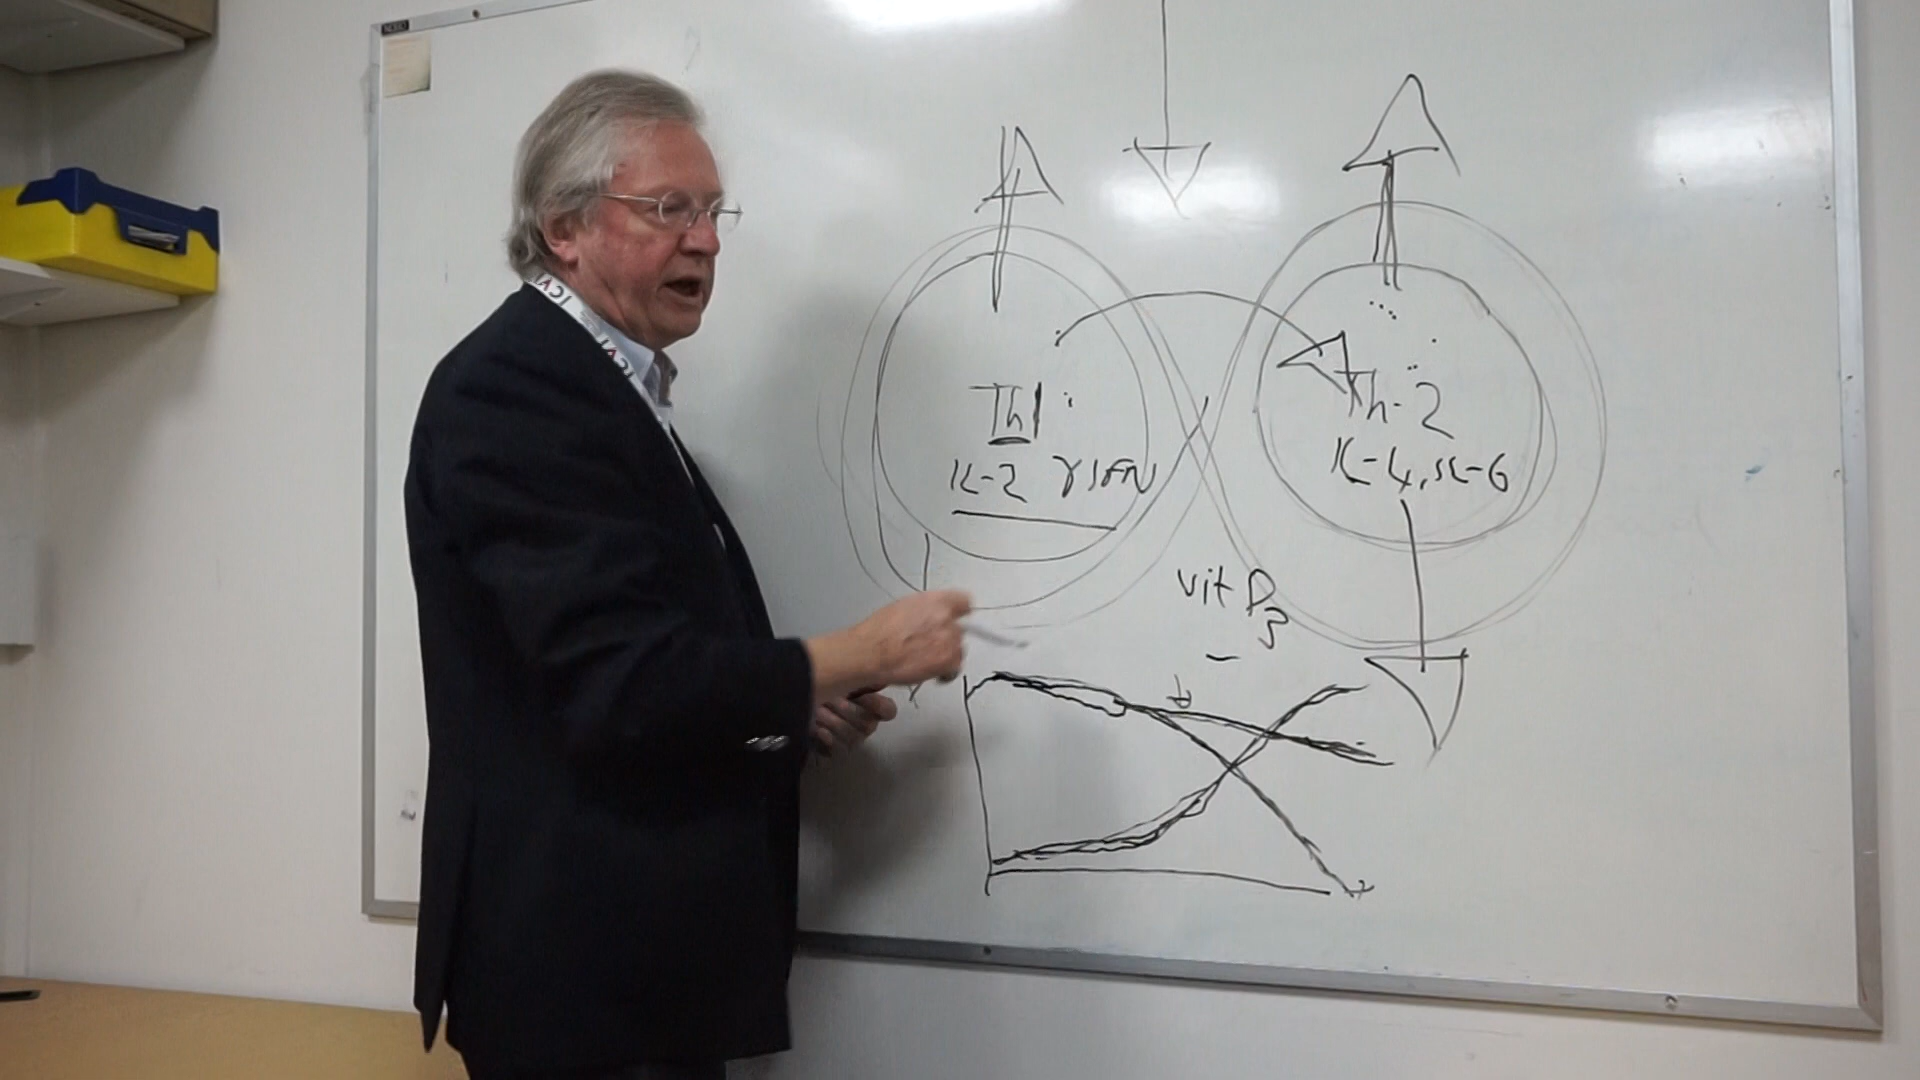 Th1
IL-2 γIFN
Th-2
IL-4, IL-6
vit D3